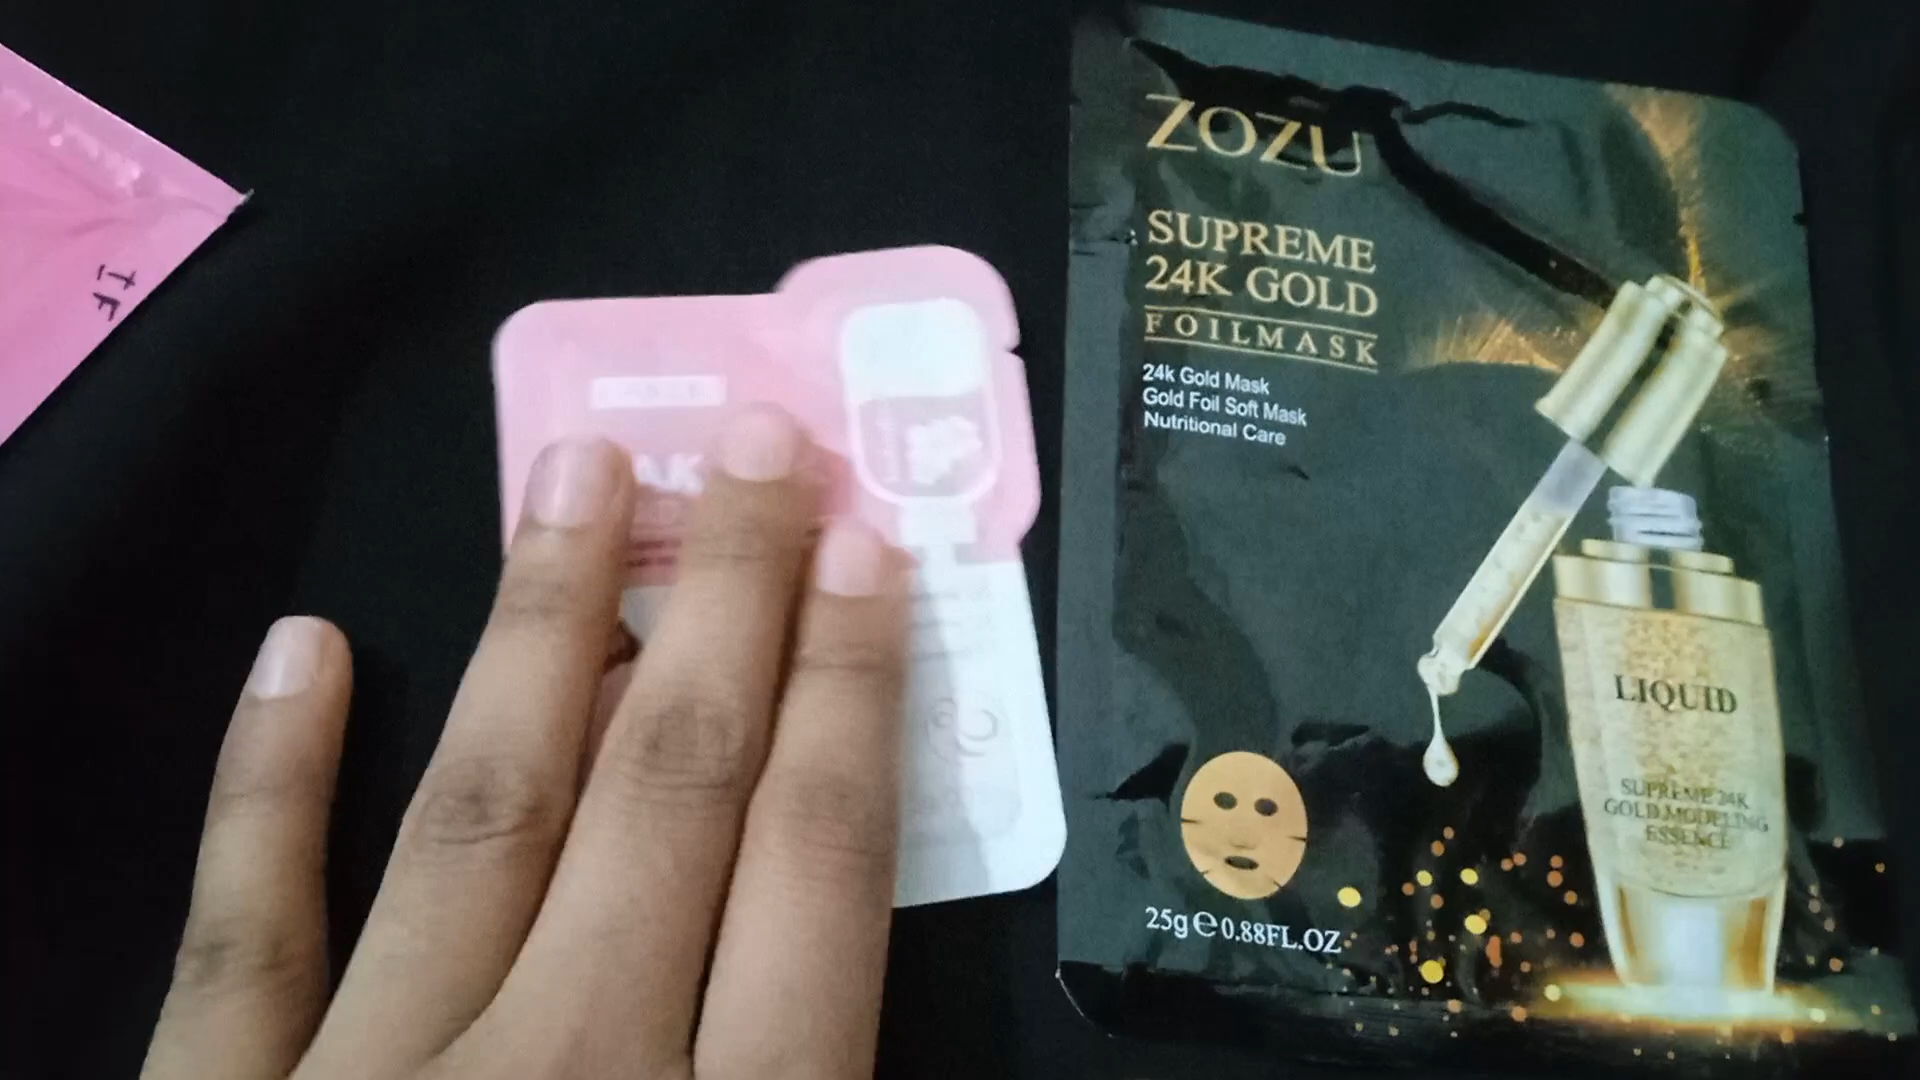 ZOZU
SUPREME
24K GOLD
FOILMASK
24k Gold Mask
Gold Foil Soft Mask
Nutritional Care
LIQUID
SUPREME 24K
GOLD MODELING
ESSENCE
25g e 0.88FL.OZ